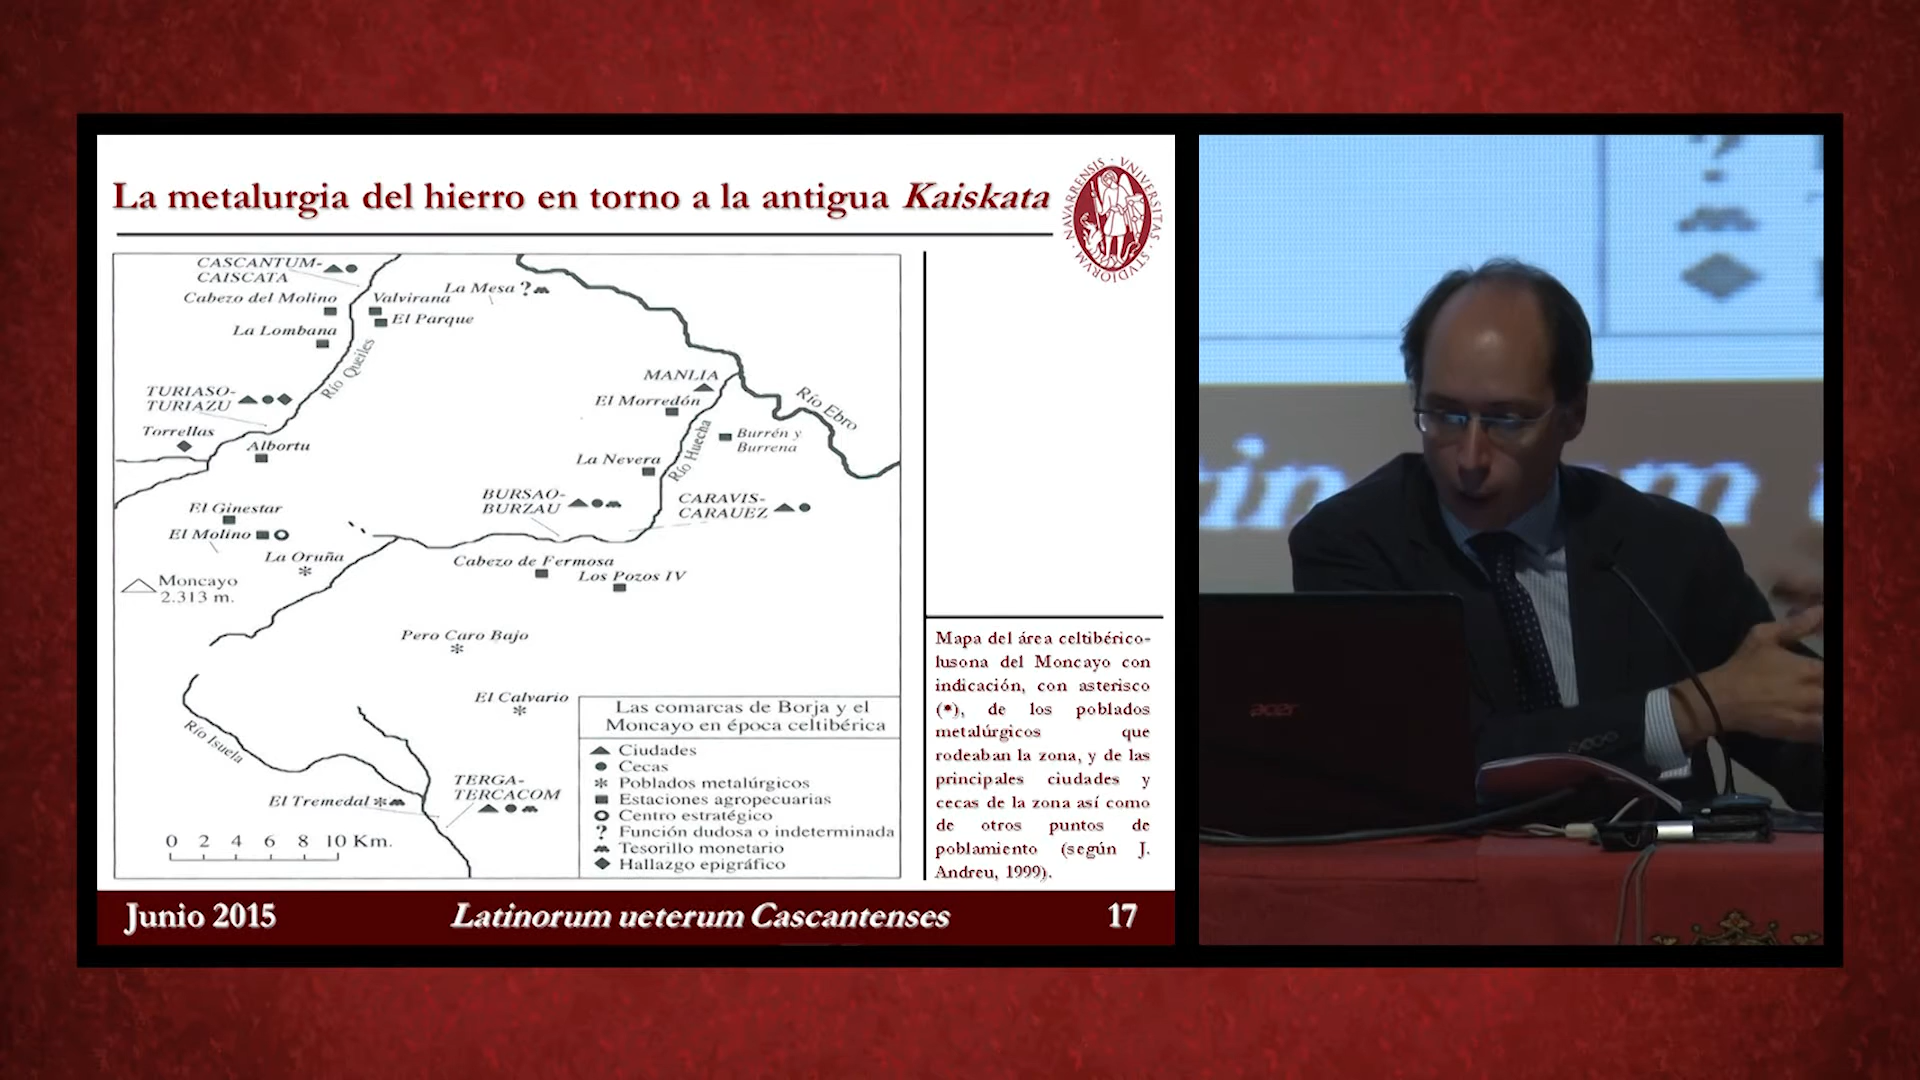 La metalurgia del hierro en torno a la antigua Kaiskata
NAVARRENSIS · VNIVERSITAS · STVDIORVM ·
CASCANTUM-
CAISCATA
Cabezo del Molino
Valvirana
La Mesa ?
El Parque
La Lombana
Río Queiles
TURIASO-
TURIAZU
Torrellas
Albortu
MANLIA
El Morredón
Río Ebro
Río Huecha
Burrén y
Burrena
La Nevera
BURSAO-
BURZAU
CARAVIS-
CARAUEZ
El Ginestar
El Molino
La Oruña
*
Moncayo
2.313 m.
Cabezo de Fermosa
Los Pozos IV
Pero Caro Bajo
*
El Calvario
*
Río Isuela
TERGA-
TERCACOM
El Tremedal *
0 2 4 6 8 10 Km.
Las comarcas de Borja y el
Moncayo en época celtibérica
Ciudades
Cecas
* Poblados metalúrgicos
Estaciones agropecuarias
Centro estratégico
? Función dudosa o indeterminada
Tesorillo monetario
Hallazgo epigráfico
Mapa del área celtibérico-
lusona del Moncayo con
indicación, con asterisco
(*), de los poblados
metalúrgicos que
rodeaban la zona, y de las
principales ciudades y
cecas de la zona así como
de otros puntos de
poblamiento (según J.
Andreu, 1999).
Junio 2015
Latinorum ueterum Cascantenses
17
acer